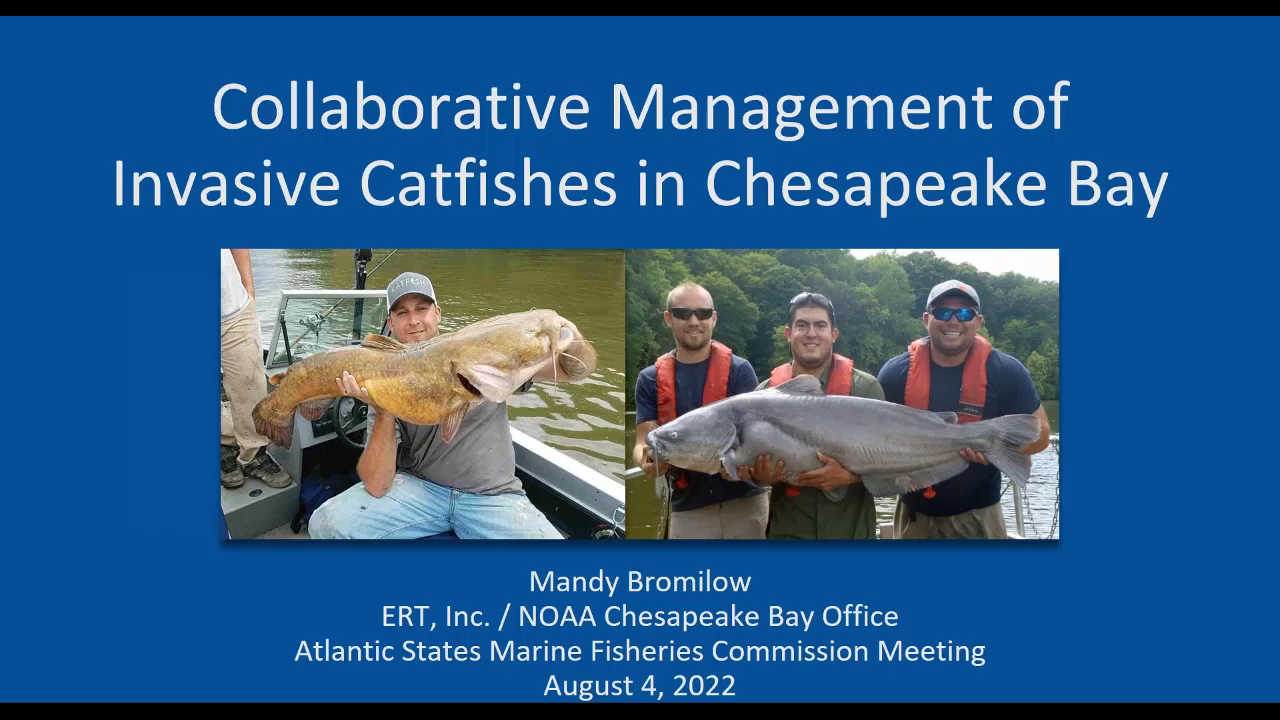 Collaborative Management of
Invasive Catfishes in Chesapeake Bay
Mandy Bromilow
ERT, Inc. / NOAA Chesapeake Bay Office
Atlantic States Marine Fisheries Commission Meeting
August 4, 2022